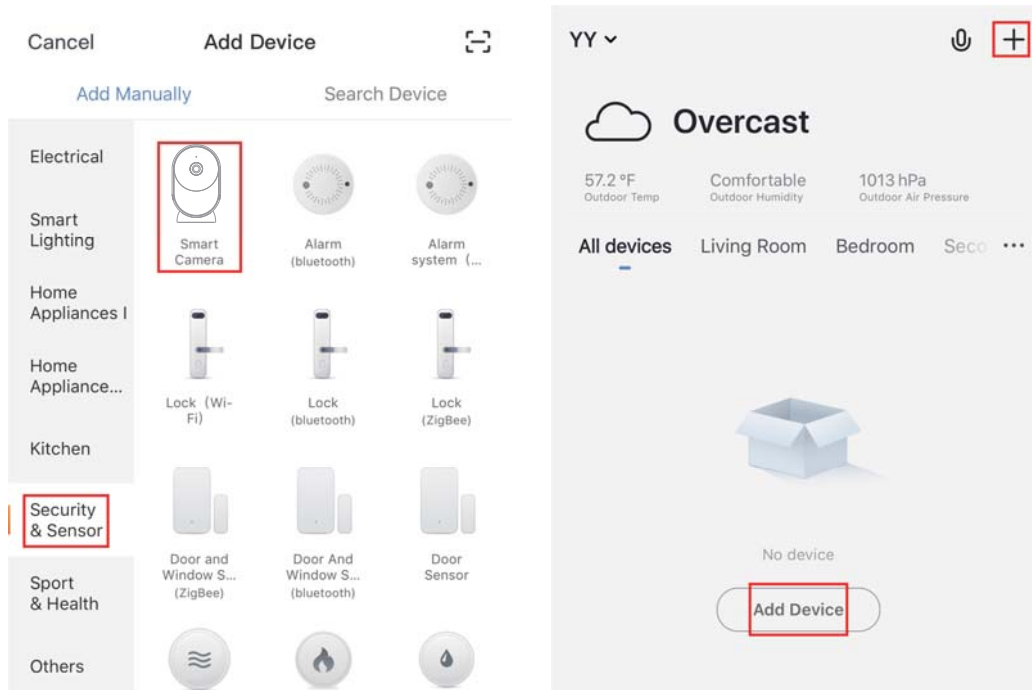 Cancel
Add Device
Add Manually
Search Device
Electrical
Smart
Lighting
Home
Appliances I
Home
Appliance...
Kitchen
Security
& Sensor
Sport
& Health
Others
Smart
Camera
Alarm
(bluetooth)
Alarm
system (...
Lock (Wi-
Fi)
Lock
(bluetooth)
Lock
(ZigBee)
Door and
Window S...
(ZigBee)
Door And
Window S...
(bluetooth)
Door
Sensor
YY
Overcast
57.2 °F
Outdoor Temp
Comfortable
Outdoor Humidity
1013 hPa
Outdoor Air Pressure
All devices
Living Room
Bedroom
Seco
...
No device
Add Device